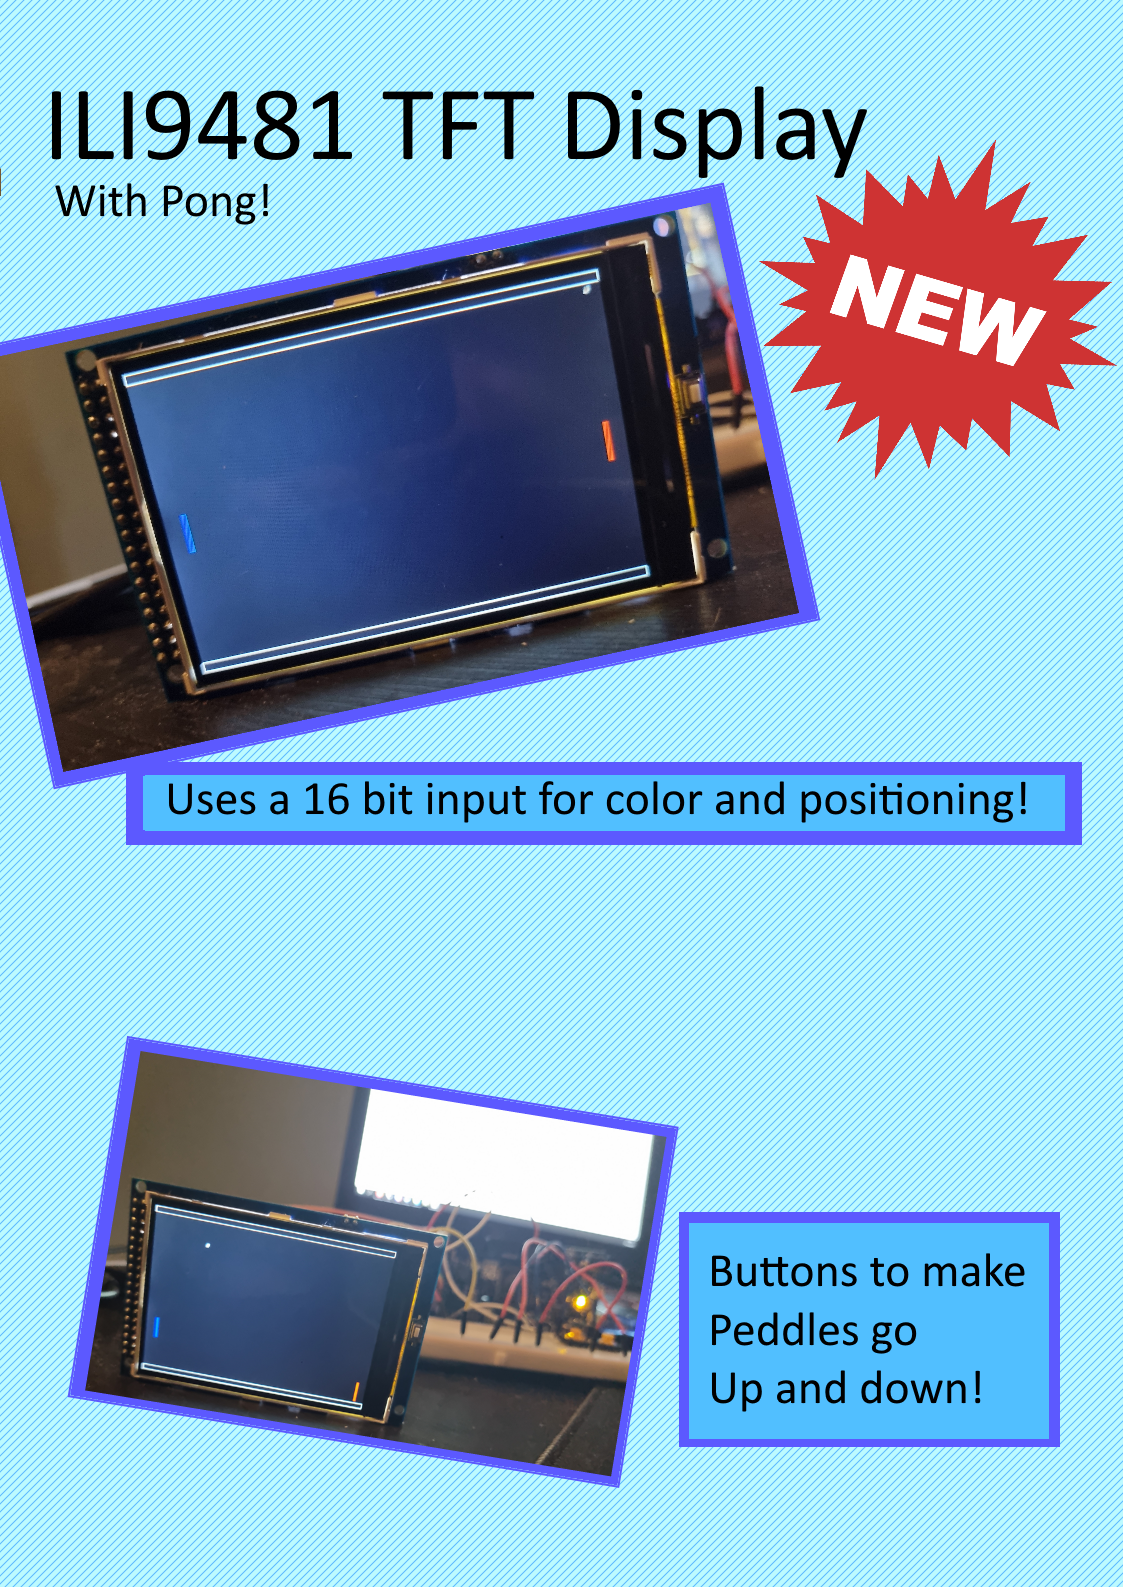 ILI9481 TFT Display
With Pong!
NEW
Uses a 16 bit input for color and positioning!
Buttons to make
Peddles go
Up and down!